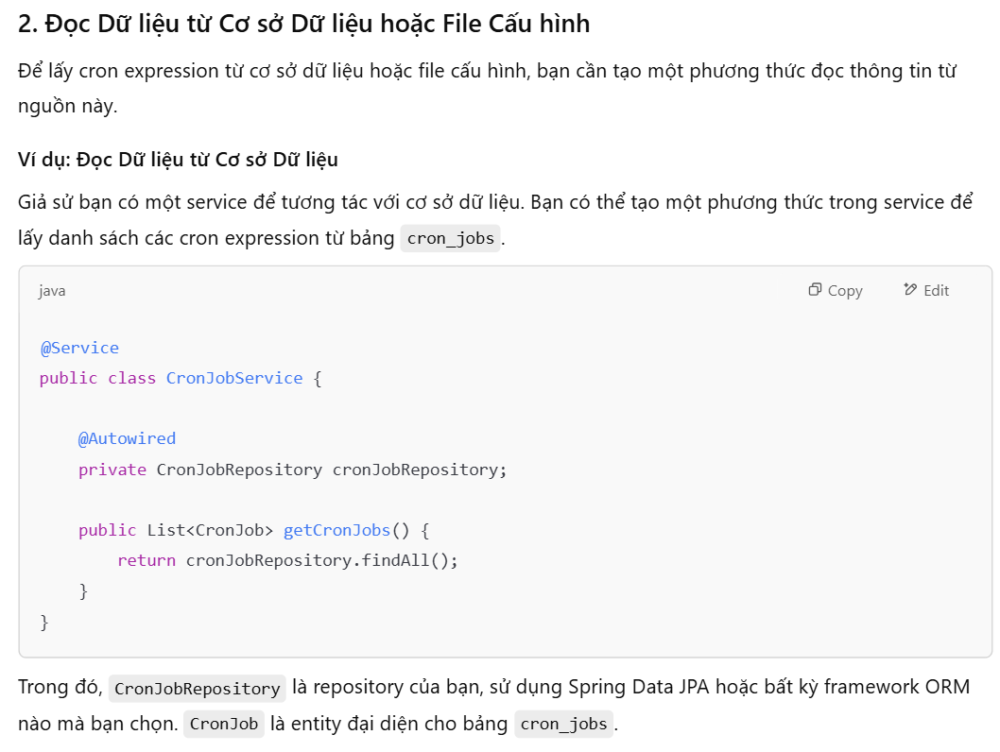 2. Đọc Dữ liệu từ Cơ sở Dữ liệu hoặc File Cấu hình
Để lấy cron expression từ cơ sở dữ liệu hoặc file cấu hình, bạn cần tạo một phương thức đọc thông tin từ
nguồn này.
Ví dụ: Đọc Dữ liệu từ Cơ sở Dữ liệu
Giả sử bạn có một service để tương tác với cơ sở dữ liệu. Bạn có thể tạo một phương thức trong service để
lấy danh sách các cron expression từ bảng cron_jobs.
java Copy Edit
@Service
public class CronJobService {
    @Autowired
    private CronJobRepository cronJobRepository;
    public List<CronJob> getCronJobs() {
        return cronJobRepository.findAll();
    }
}
Trong đó, CronJobRepository là repository của bạn, sử dụng Spring Data JPA hoặc bất kỳ framework ORM
nào mà bạn chọn. CronJob là entity đại diện cho bảng cron_jobs.